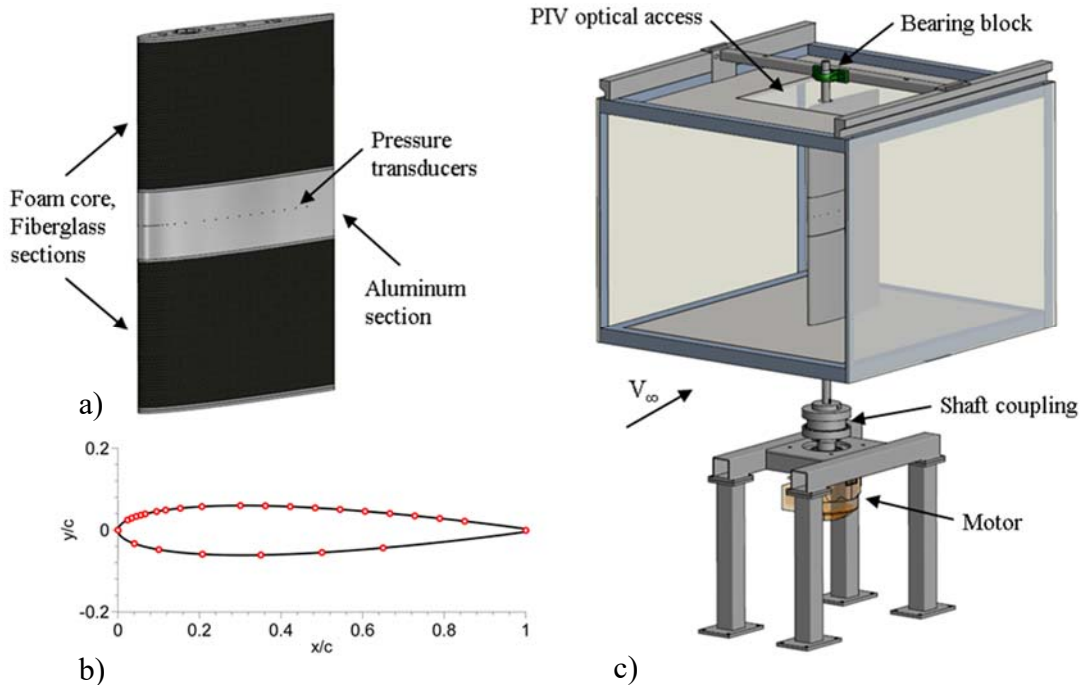 Foam core,
Fiberglass
sections
Pressure
transducers
Aluminum
section
a)
0.2
0
-0.2
y/c
0
0.2
0.4
0.6
0.8
1
x/c
b)
PIV optical access
Bearing block
V∞
Shaft coupling
Motor
c)